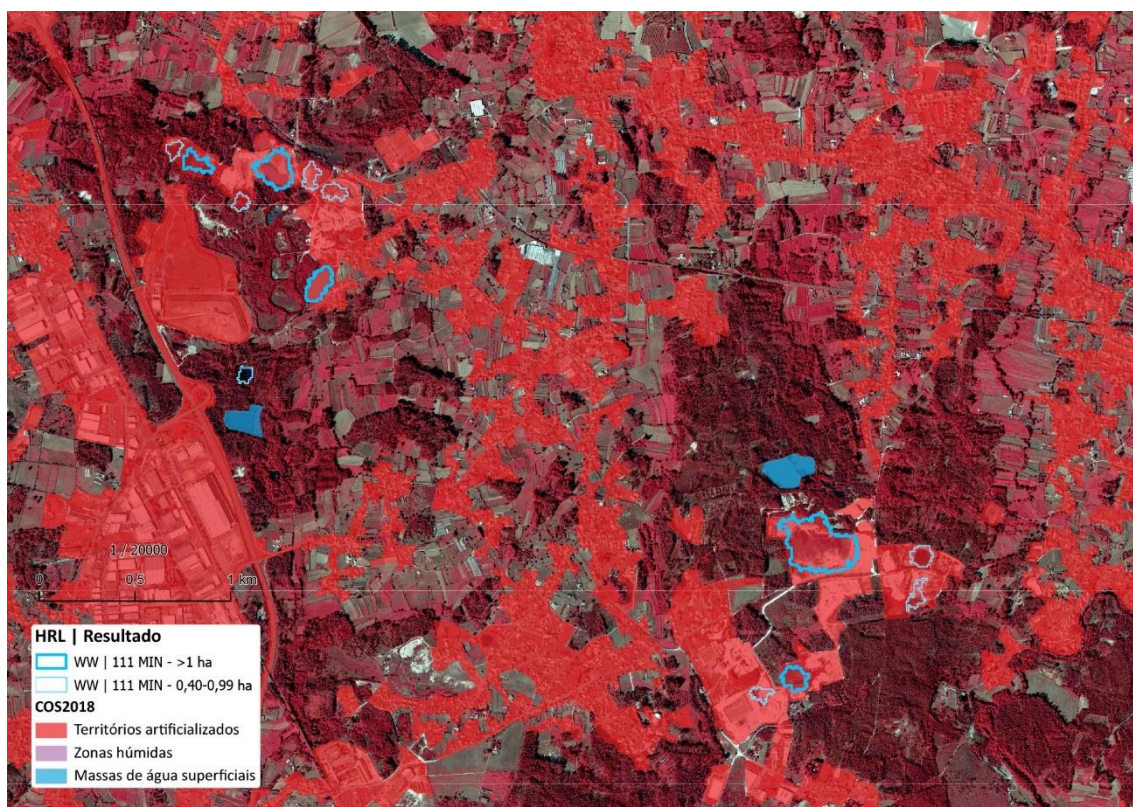 1 / 20000
0 0,5 1 km
HRL | Resultado
WW | 111 MIN - >1 ha
WW | 111 MIN - 0,40-0,99 ha
COS2018
Territórios artificializados
Zonas húmidas
Massas de água superficiais